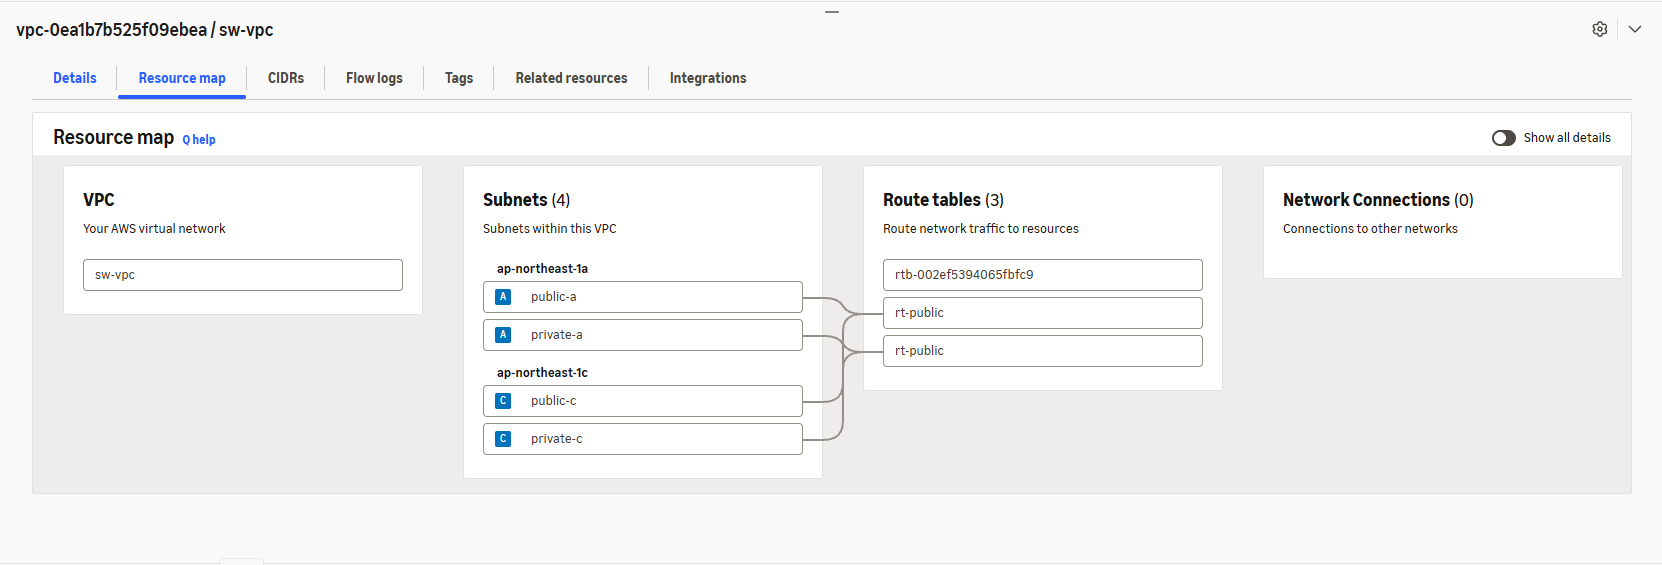 vpc-0ea1b7b525f09ebea / sw-vpc
Details
Resource map
CIDRs
Flow logs
Tags
Related resources
Integrations
Resource map Q help
Show all details
VPC
Your AWS virtual network
sw-vpc
Subnets (4)
Subnets within this VPC
ap-northeast-1a
A public-a
A private-a
ap-northeast-1c
C public-c
C private-c
Route tables (3)
Route network traffic to resources
rtb-002ef5394065fbfc9
rt-public
rt-public
Network Connections (0)
Connections to other networks